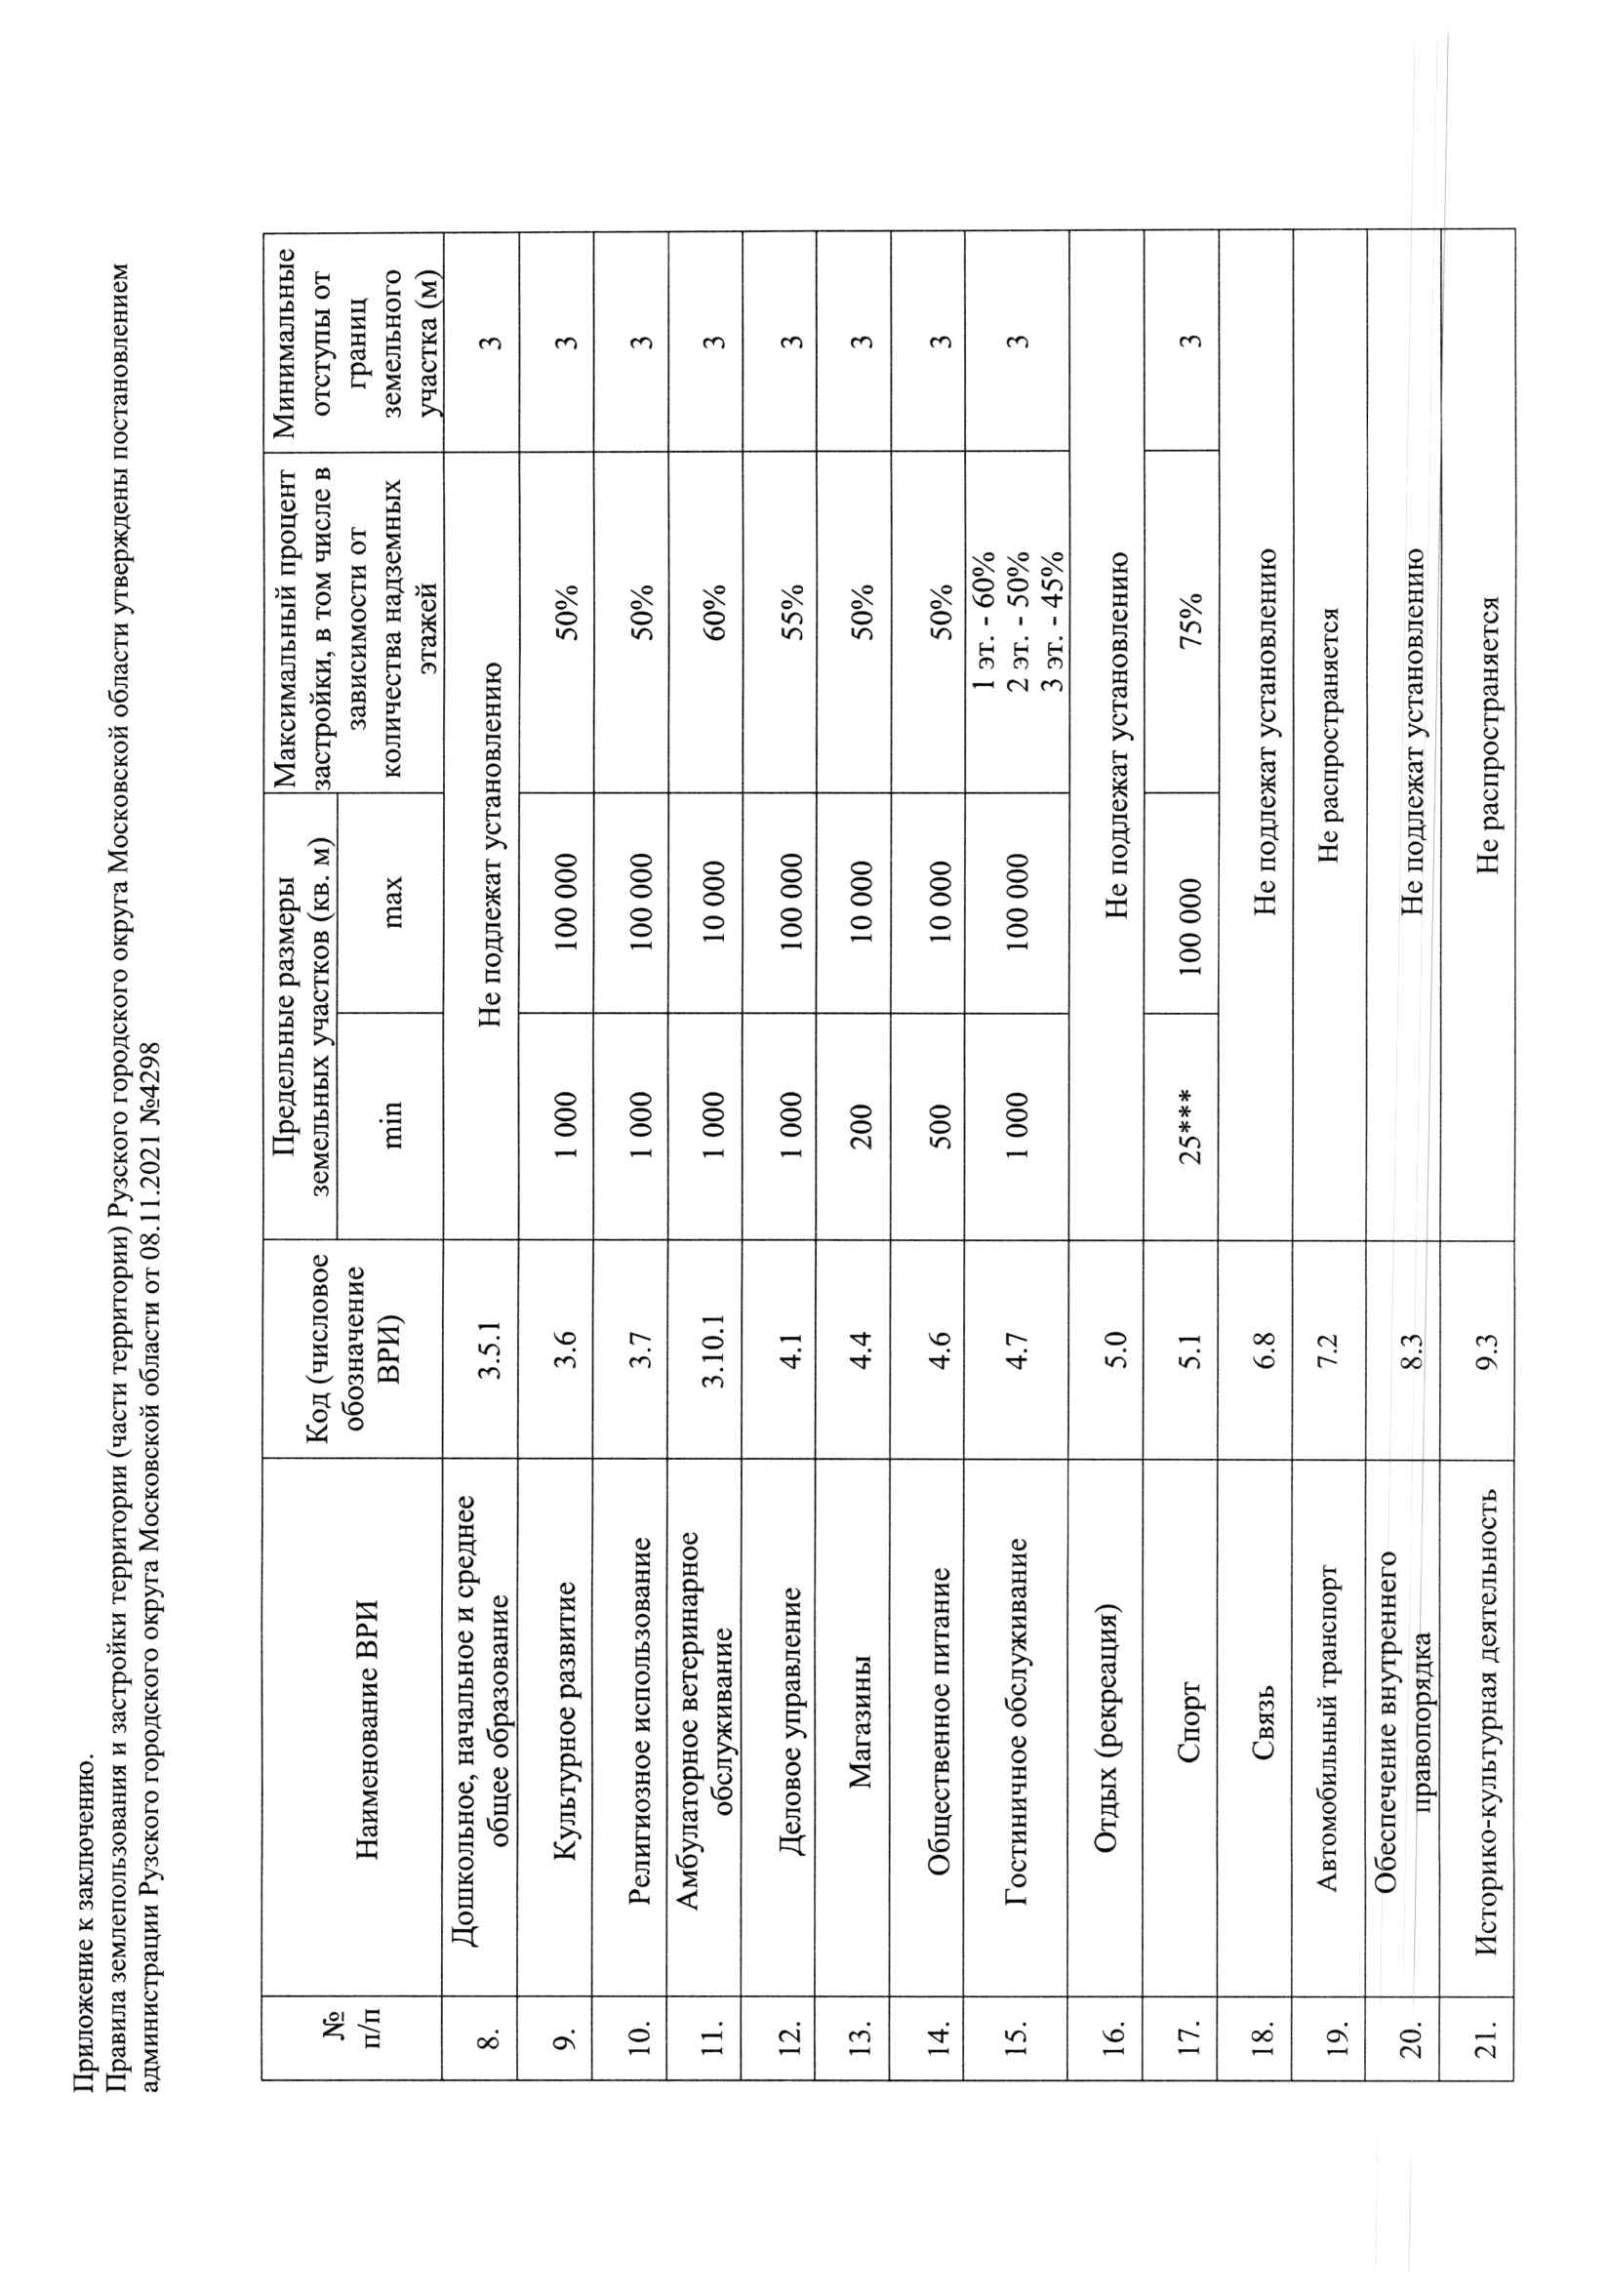 Приложение к заключению.
Правила землепользования и застройки территории (части территории) Рузского городского округа Московской области утверждены постановлением
администрации Рузского городского округа Московской области от 08.11.2021 №4298
№
п/п
Наименование ВРИ
Код (числовое
обозначение
ВРИ)
Предельные размеры
земельных участков (кв. м)
min
max
Максимальный процент
застройки, в том числе в
зависимости от
количества надземных
этажей
Минимальные
отступы от
границ
земельного
участка (м)
8.
Дошкольное, начальное и среднее
общее образование
3.5.1
Не подлежат установлению
3
9.
Культурное развитие
3.6
1 000
100 000
50%
3
10.
Религиозное использование
3.7
1 000
100 000
50%
3
11.
Амбулаторное ветеринарное
обслуживание
3.10.1
1 000
10 000
60%
3
12.
Деловое управление
4.1
1 000
100 000
55%
3
13.
Магазины
4.4
200
10 000
50%
3
14.
Общественное питание
4.6
500
10 000
50%
3
15.
Гостиничное обслуживание
4.7
1 000
100 000
1 эт. - 60%
2 эт. - 50%
3 эт. - 45%
3
16.
Отдых (рекреация)
5.0
Не подлежат установлению
17.
Спорт
5.1
25***
100 000
75%
3
18.
Связь
6.8
Не подлежат установлению
19.
Автомобильный транспорт
7.2
Не распространяется
20.
Обеспечение внутреннего
правопорядка
8.3
Не подлежат установлению
21.
Историко-культурная деятельность
9.3
Не распространяется